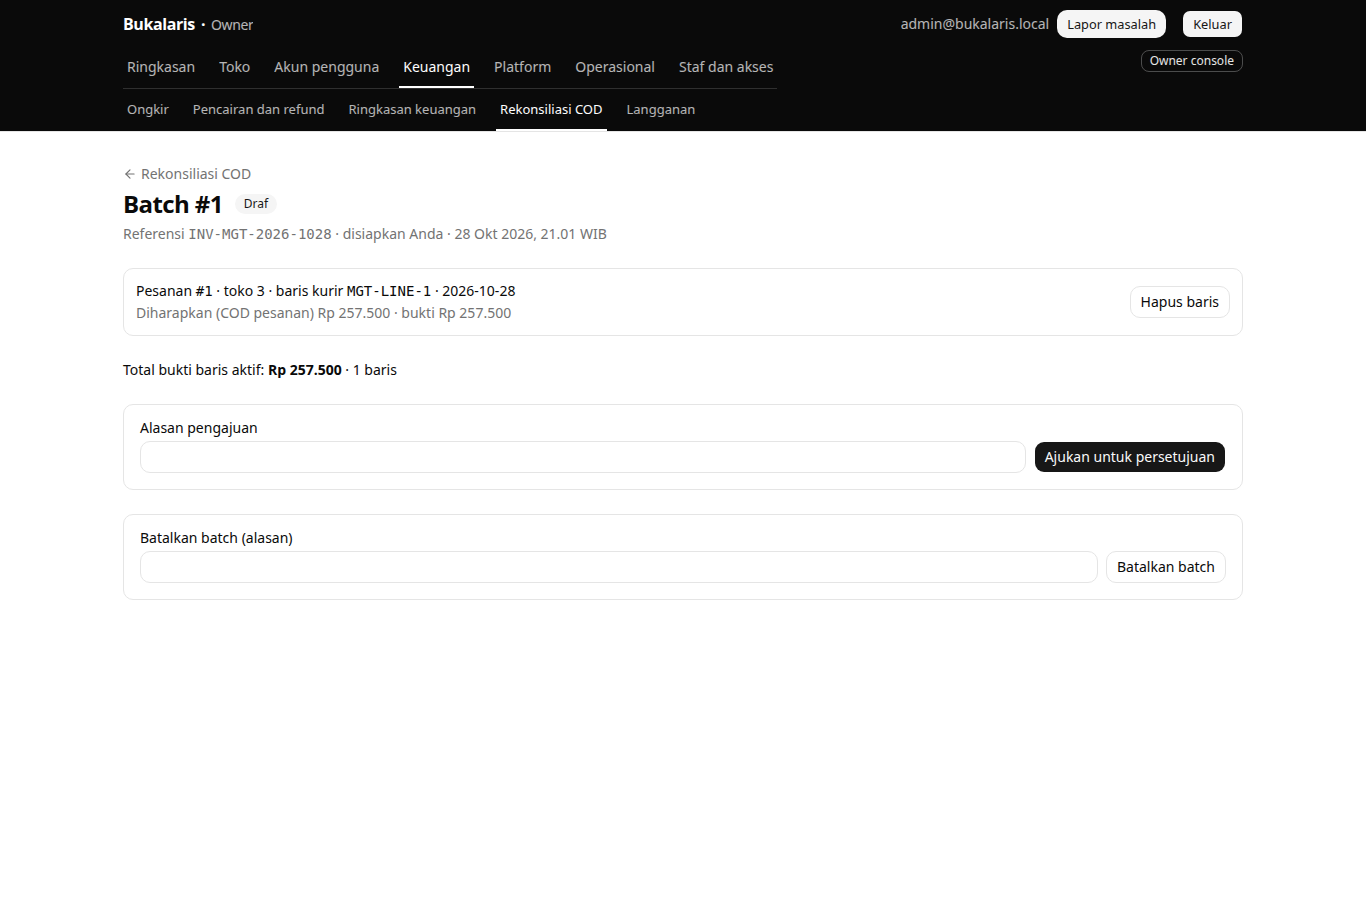 Bukalaris · Owner
admin@bukalaris.local Lapor masalah Keluar
Ringkasan Toko Akun pengguna Keuangan Platform Operasional Staf dan akses
Owner console
Ongkir Pencairan dan refund Ringkasan keuangan Rekonsiliasi COD Langganan
← Rekonsiliasi COD
Batch #1 Draf
Referensi INV-MGT-2026-1028 · disiapkan Anda · 28 Okt 2026, 21.01 WIB
Pesanan #1 · toko 3 · baris kurir MGT-LINE-1 · 2026-10-28
Diharapkan (COD pesanan) Rp 257.500 · bukti Rp 257.500
Hapus baris
Total bukti baris aktif: Rp 257.500 · 1 baris
Alasan pengajuan
Ajukan untuk persetujuan
Batalkan batch (alasan)
Batalkan batch